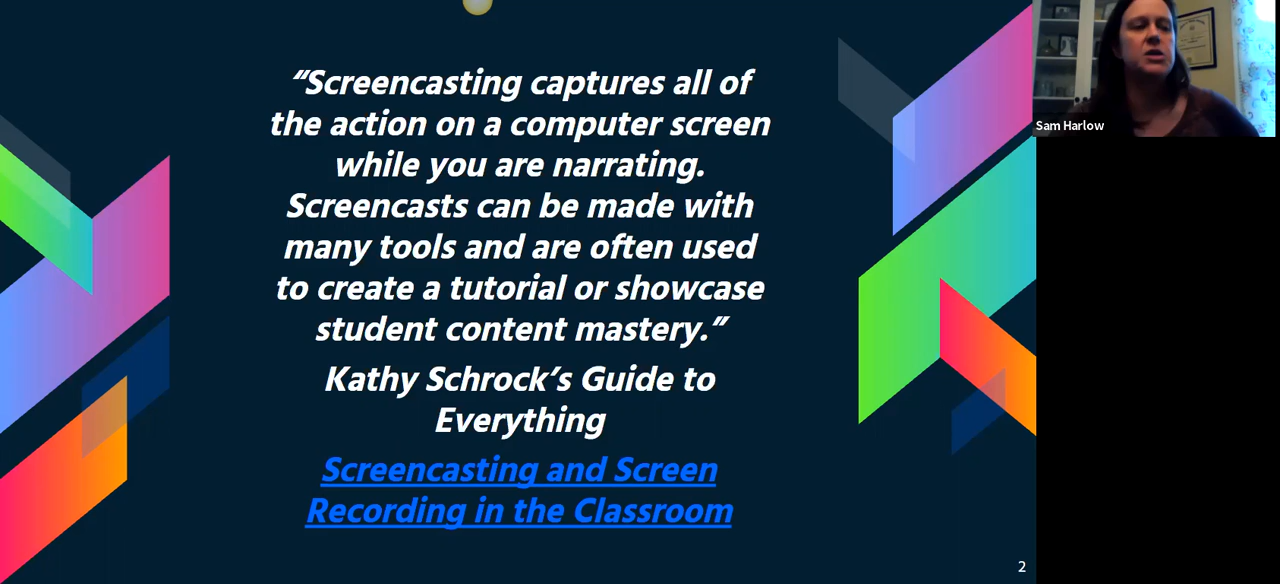 “Screencasting captures all of
the action on a computer screen
while you are narrating.
Screencasts can be made with
many tools and are often used
to create a tutorial or showcase
student content mastery.”
Kathy Schrock’s Guide to
Everything
Screencasting and Screen
Recording in the Classroom
2
Sam Harlow